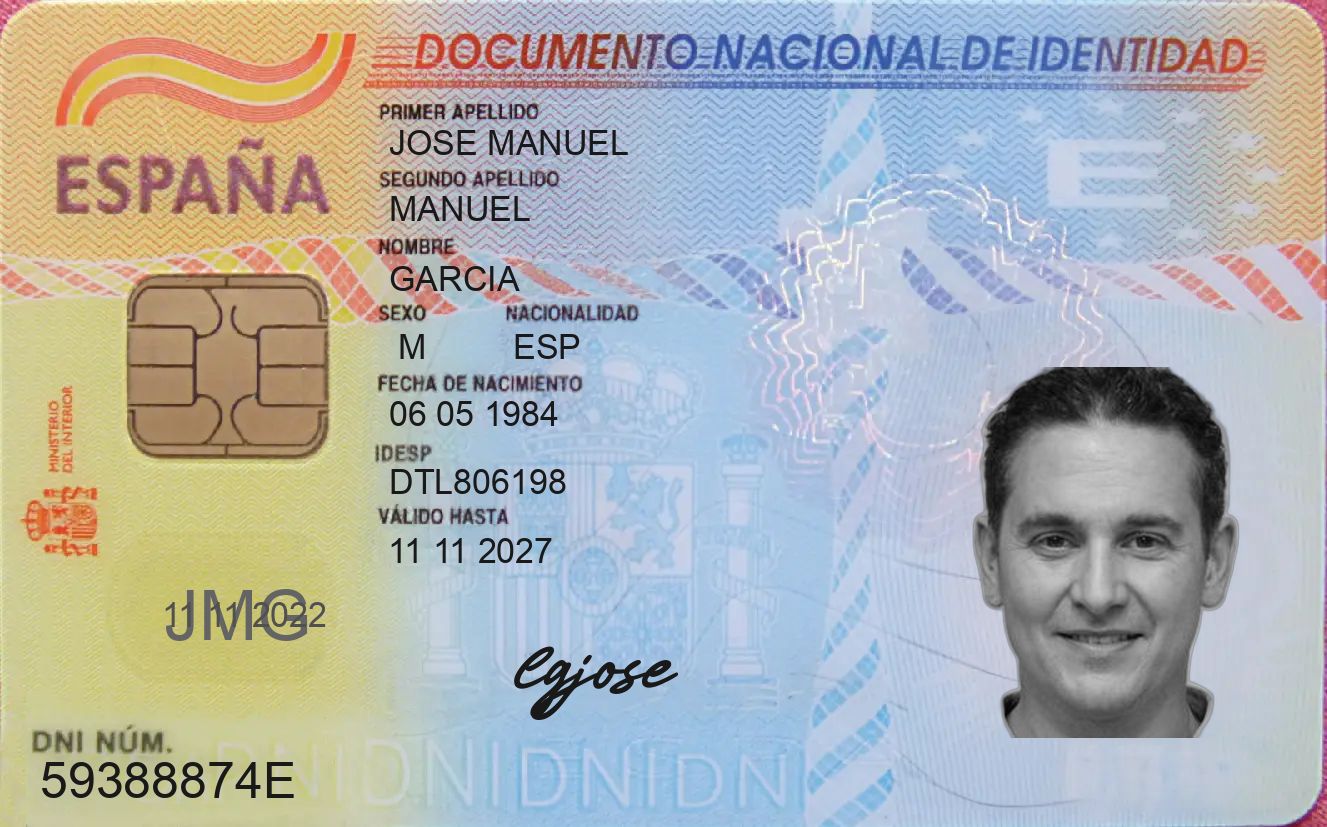 DOCUMENTO NACIONAL DE IDENTIDAD
ESPAÑA
PRIMER APELLIDO
JOSE MANUEL
SEGUNDO APELLIDO
MANUEL
NOMBRE
GARCIA
SEXO NACIONALIDAD
M ESP
FECHA DE NACIMIENTO
06 05 1984
IDESP
DTL806198
VÁLIDO HASTA
11 11 2027
MINISTERIO
DEL INTERIOR
E
11 11 2022
JMG
Cgjose
DNI NÚM.
59388874E
DNIDNIDNIDNI